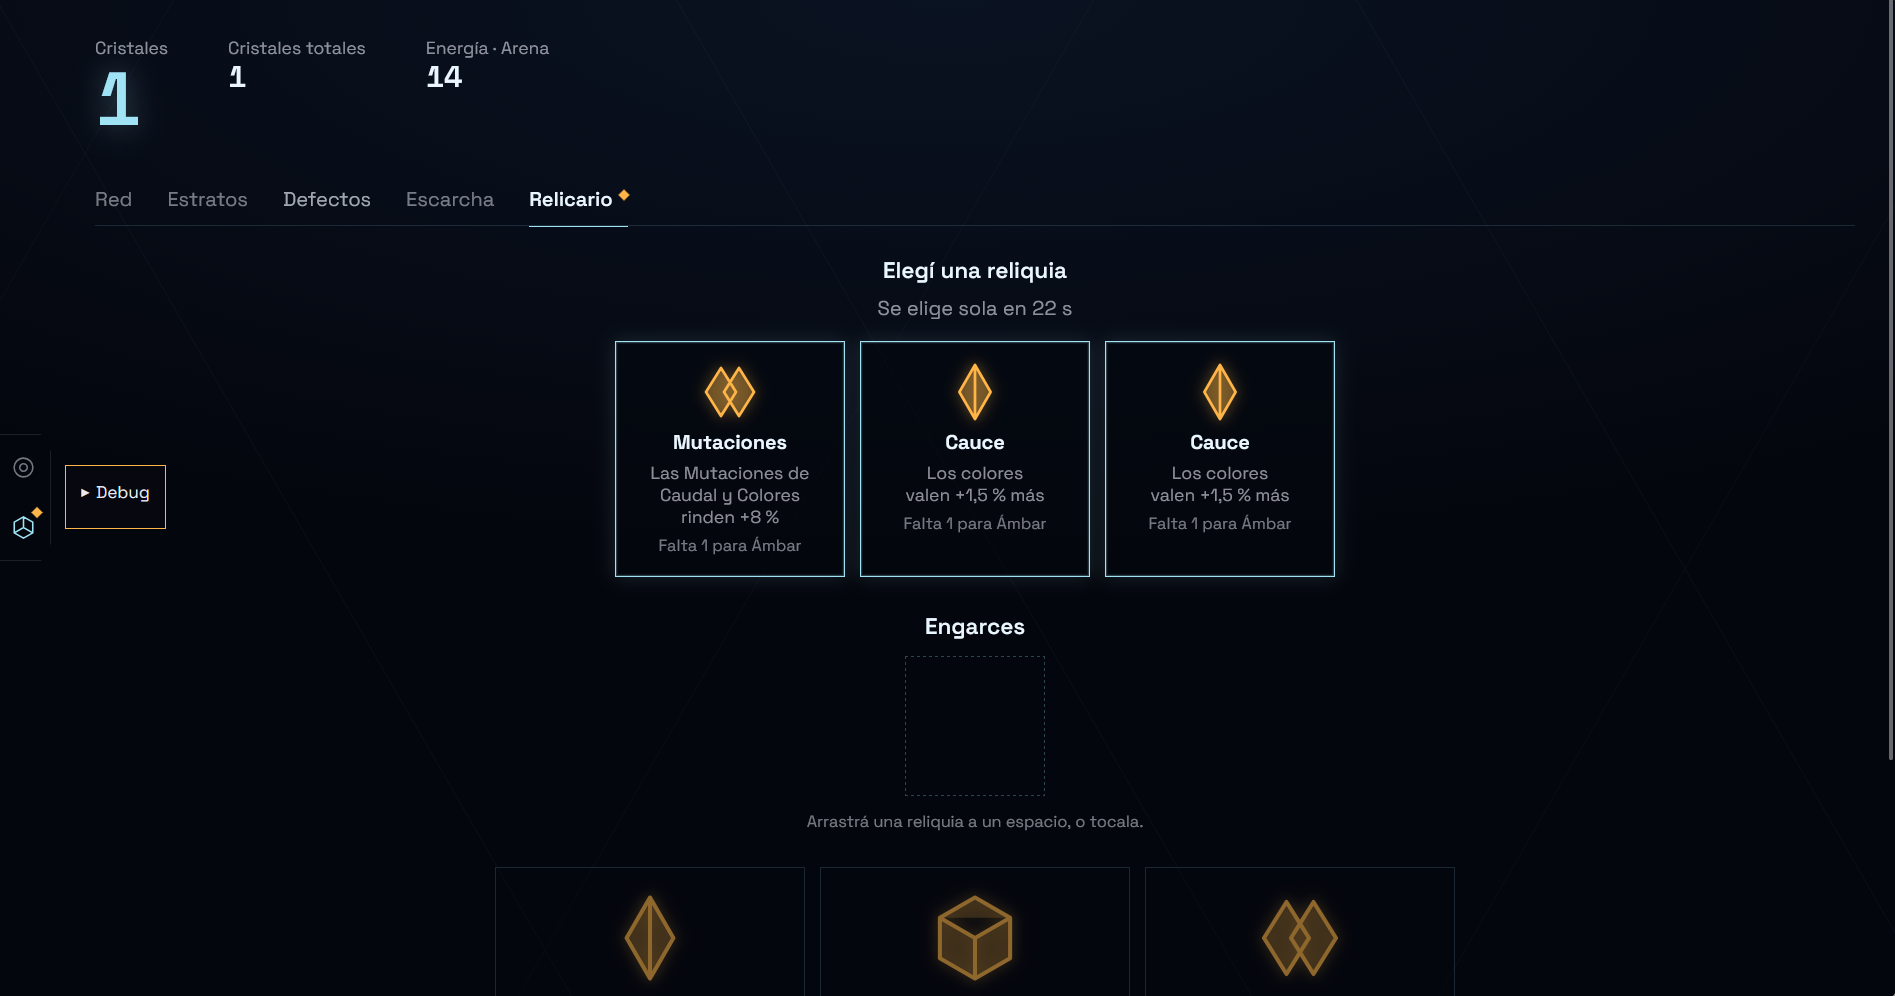 Cristales
1
Cristales totales
1
Energía · Arena
14
Red
Estratos
Defectos
Escarcha
Relicario
Elegí una reliquia
Se elige sola en 22 s
Debug
Mutaciones
Las Mutaciones de
Caudal y Colores
rinden +8 %
Falta 1 para Ámbar
Cauce
Los colores
valen +1,5 % más
Falta 1 para Ámbar
Cauce
Los colores
valen +1,5 % más
Falta 1 para Ámbar
Engarces
Arrastrá una reliquia a un espacio, o tocala.